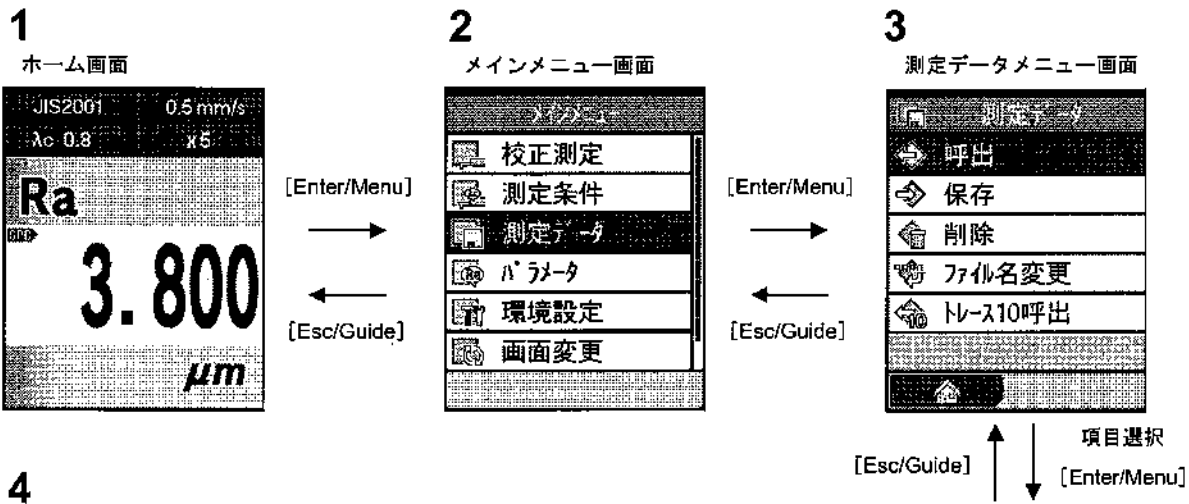 1
ホーム画面
JIS2001 0.5 mm/s
λc 0.8 x5
Ra
3.800
μm
[Enter/Menu]
[Esc/Guide]
2
メインメニュー画面
メインメニュー
校正測定
測定条件
測定データ
パラメータ
環境設定
画面変更
[Enter/Menu]
[Esc/Guide]
3
測定データメニュー画面
測定データ
呼出
保存
削除
ファイル名変更
トレース10呼出
[Esc/Guide]
項目選択
[Enter/Menu]
4